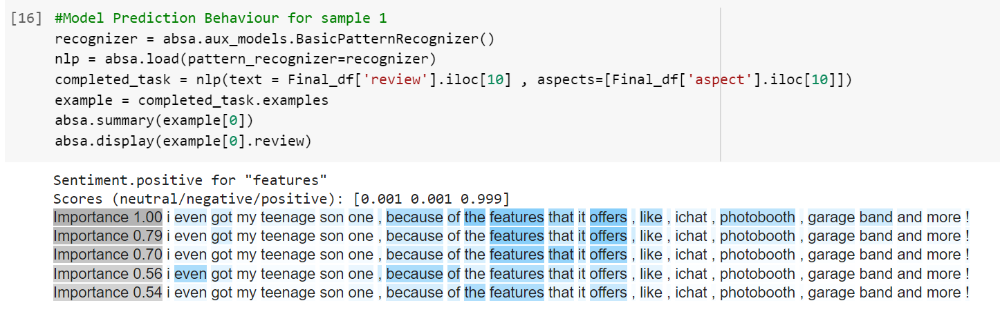 [16] #Model Prediction Behaviour for sample 1
recognizer = absa.aux_models.BasicPatternRecognizer()
nlp = absa.load(pattern_recognizer=recognizer)
completed_task = nlp(text = Final_df['review'].iloc[10] , aspects=[Final_df['aspect'].iloc[10]])
example = completed_task.examples
absa.summary(example[0])
absa.display(example[0].review)
Sentiment.positive for "features"
Scores (neutral/negative/positive): [0.001 0.001 0.999]
Importance 1.00 i even got my teenage son one , because of the features that it offers , like , ichat , photobooth , garage band and more !
Importance 0.79 i even got my teenage son one , because of the features that it offers , like , ichat , photobooth , garage band and more !
Importance 0.70 i even got my teenage son one , because of the features that it offers , like , ichat , photobooth , garage band and more !
Importance 0.56 i even got my teenage son one , because of the features that it offers , like , ichat , photobooth , garage band and more !
Importance 0.54 i even got my teenage son one , because of the features that it offers , like , ichat , photobooth , garage band and more !